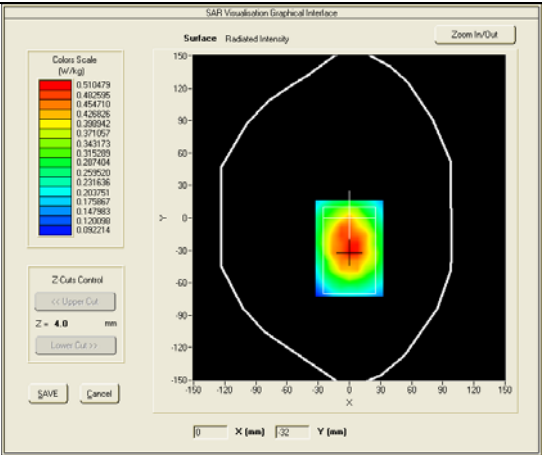 SAR Visualisation Graphical Interface
Surface Radiated Intensity
Zoom In/Out
Colors Scale
(W/kg)
0.510479
0.482595
0.454710
0.426826
0.398942
0.371057
0.343173
0.315289
0.287404
0.259520
0.231636
0.203751
0.175867
0.147983
0.120098
0.092214
Z-Cuts Control
<< Upper Cut
Z = 4.0 mm
Lower Cut >>
SAVE Cancel
150
120
90
60
30
0
-30
-60
-90
-120
-150
Y
-150 -120 -90 -60 -30 0 30 60 90 120 150
X
0 X (mm) -32 Y (mm)